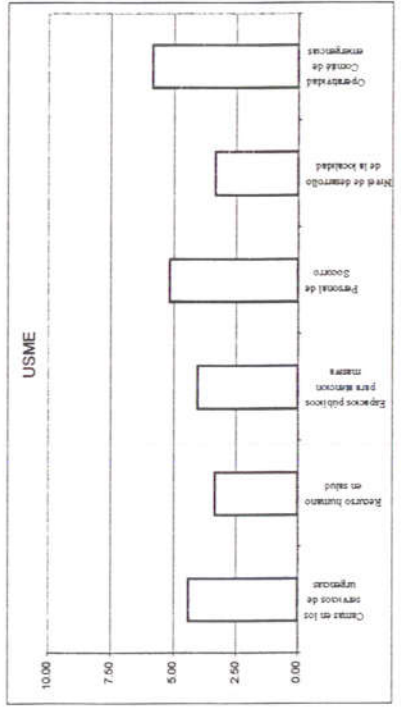 USME
10.00
7.50
5.00
2.50
0.00
Camas en los
servicios de
urgencias
Recurso humano
en salud
Espacios públicos
para atencion
masiva
Personal de
Socorro
Nivel de desarrollo
de la localidad
Operatividad
Comité de
emergencias